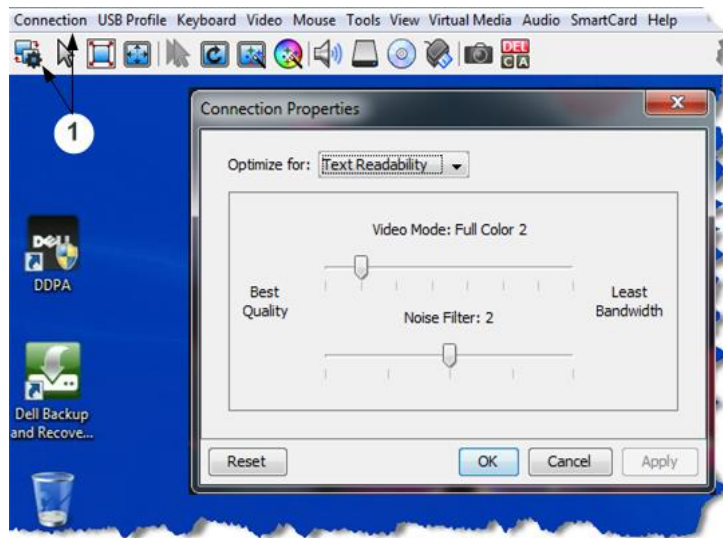 Connection USB Profile Keyboard Video Mouse Tools View Virtual Media Audio SmartCard Help
DEL
C A
1
Connection Properties
Optimize for: Text Readability
Video Mode: Full Color 2
Best
Quality
Least
Bandwidth
Noise Filter: 2
Reset OK Cancel Apply
DELL
DDPA
Dell Backup
and Recove...